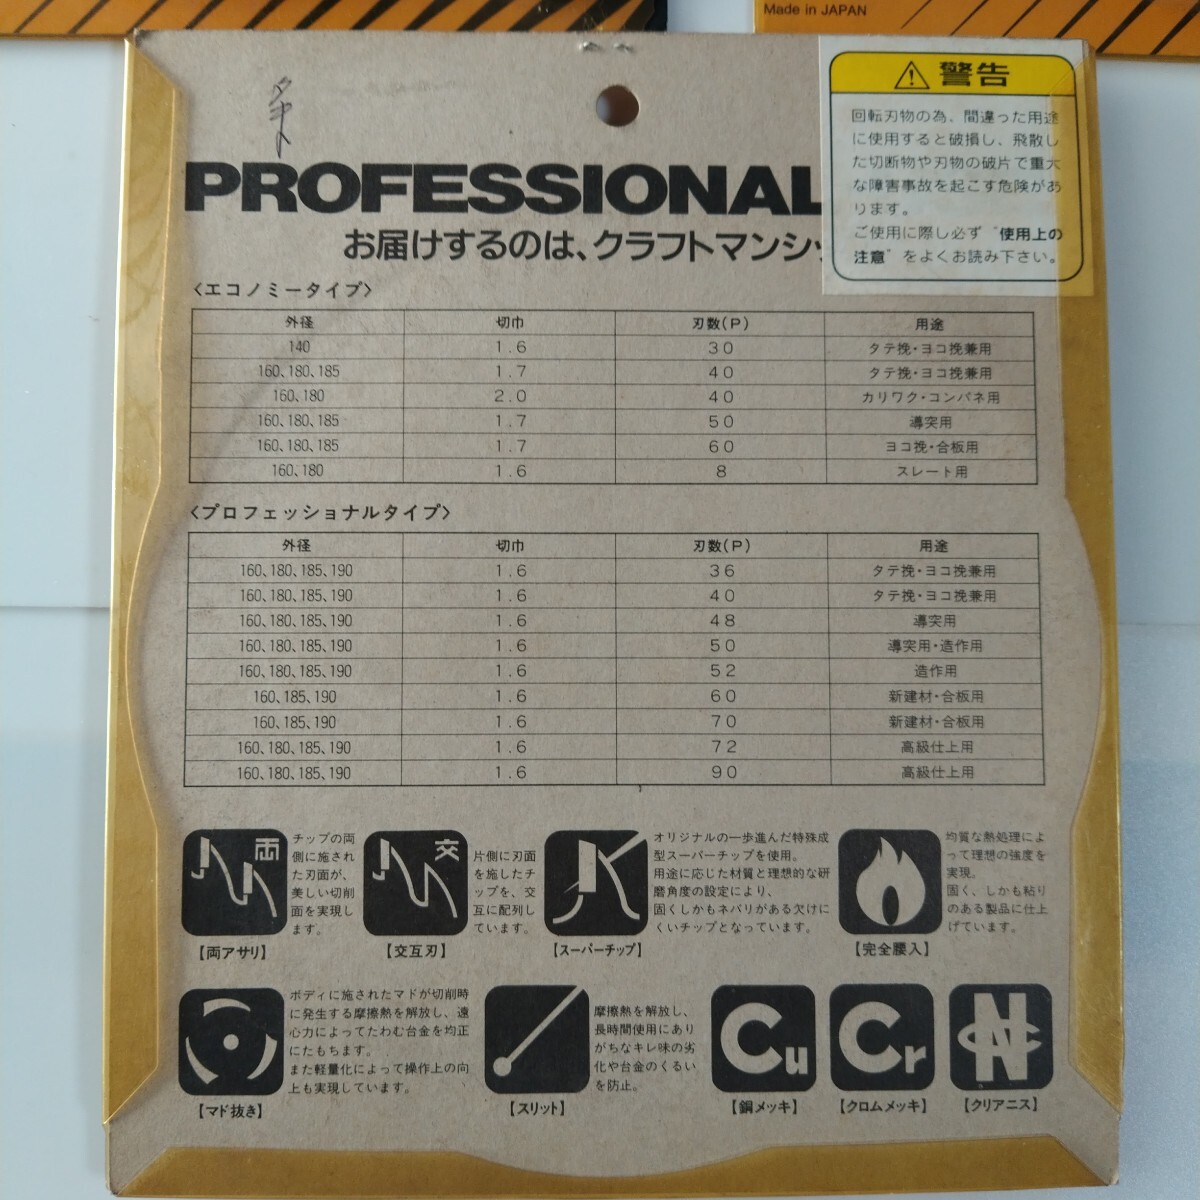 Made in JAPAN
警告
回転刃物の為、間違った用途
に使用すると破損し、飛散し
た切断物や刃物の破片で重大
な障害事故を起こす危険があ
ります。
ご使用に際し必ず〝使用上の
注意〟をよくお読み下さい。
PROFESSIONAL
お届けするのは、クラフトマンシッ
〈エコノミータイプ〉
外径 切巾 刃数(P) 用途
140 1.6 30 タテ挽・ヨコ挽兼用
160、180、185 1.7 40 タテ挽・ヨコ挽兼用
160、180 2.0 40 カリワク・コンパネ用
160、180、185 1.7 50 導突用
160、180、185 1.7 60 ヨコ挽・合板用
160、180 1.6 8 スレート用
〈プロフェッショナルタイプ〉
外径 切巾 刃数(P) 用途
160、180、185、190 1.6 36 タテ挽・ヨコ挽兼用
160、180、185、190 1.6 40 タテ挽・ヨコ挽兼用
160、180、185、190 1.6 48 導突用
160、180、185、190 1.6 50 導突用・造作用
160、180、185、190 1.6 52 造作用
160、185、190 1.6 60 新建材・合板用
160、185、190 1.6 70 新建材・合板用
160、180、185、190 1.6 72 高級仕上用
160、180、185、190 1.6 90 高級仕上用
両
チップの両
側に施され
た刃面が、
美しい切削
面を実現し
ます。
【両アサリ】
交
片側に刃面
を施したチ
ップを、交
互に配列し
ています。
【交互刃】
オリジナルの一歩進んだ特殊成
型スーパーチップを使用。
用途に応じた材質と理想的な研
磨角度の設定により、
固くしかもネバリがある欠けに
くいチップとなっています。
【スーパーチップ】
均質な熱処理によ
って理想の強度を
実現。
固く、しかも粘り
のある製品に仕上
げています。
【完全腰入】
ボディに施されたマドが切削時
に発生する摩擦熱を解放し、遠
心力によってたわむ台金を均正
にたもちます。
また軽量化によって操作上の向
上も実現しています。
【マド抜き】
摩擦熱を解放し、
長時間使用にあり
がちなキレ味の劣
化や台金のくるい
を防止。
【スリット】
Cu
【銅メッキ】
Cr
【クロムメッキ】
N
【クリアニス】